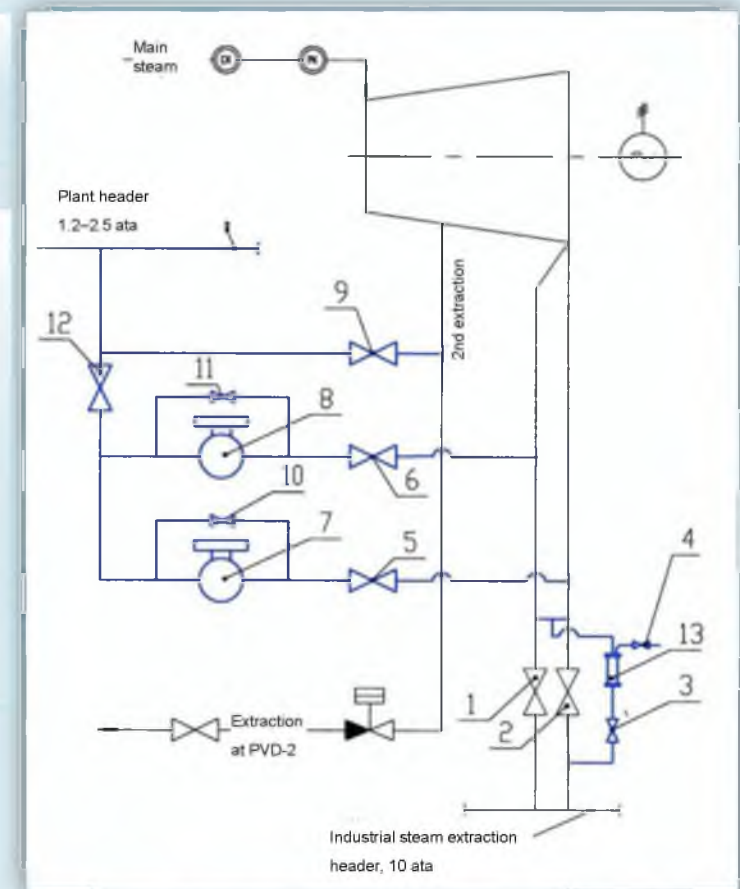 Main
steam
Plant header
1.2–2.5 ata
2nd extraction
9
12
11
8
10
6
7
5
4
13
1
2
3
Extraction
at PVD-2
Industrial steam extraction
header, 10 ata